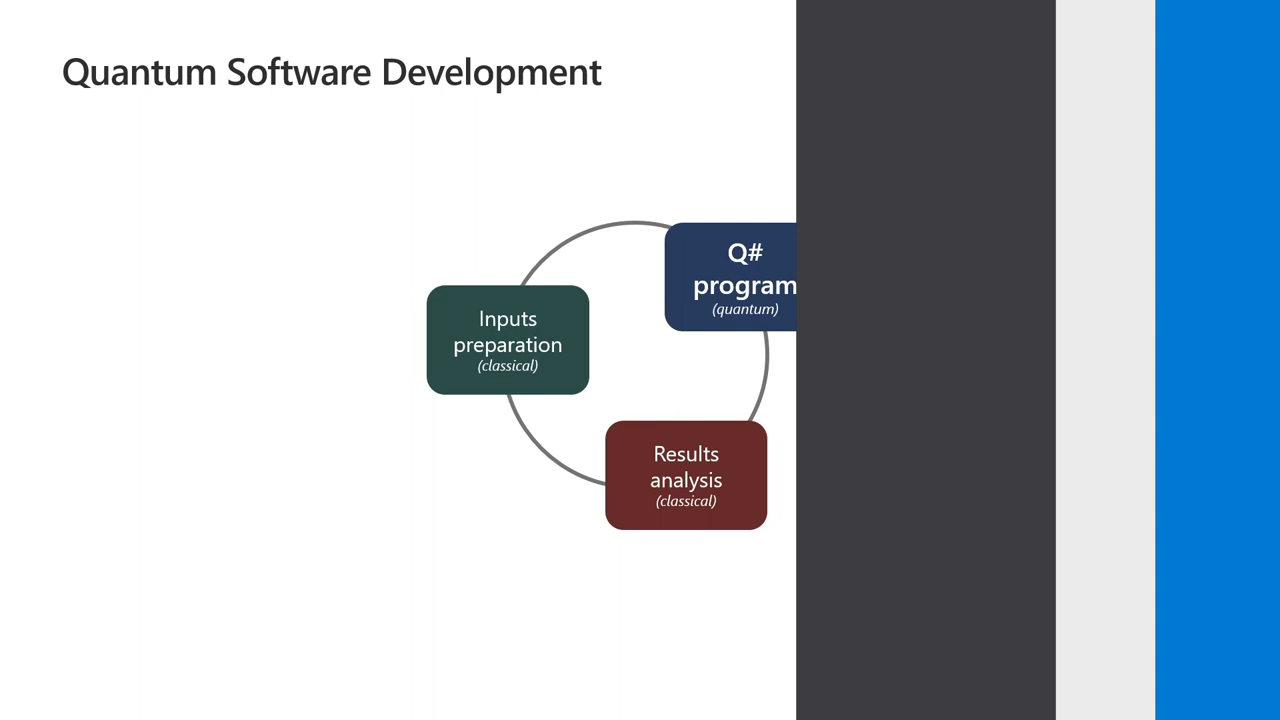 Quantum Software Development
Q#
program
(quantum)
Inputs
preparation
(classical)
Results
analysis
(classical)